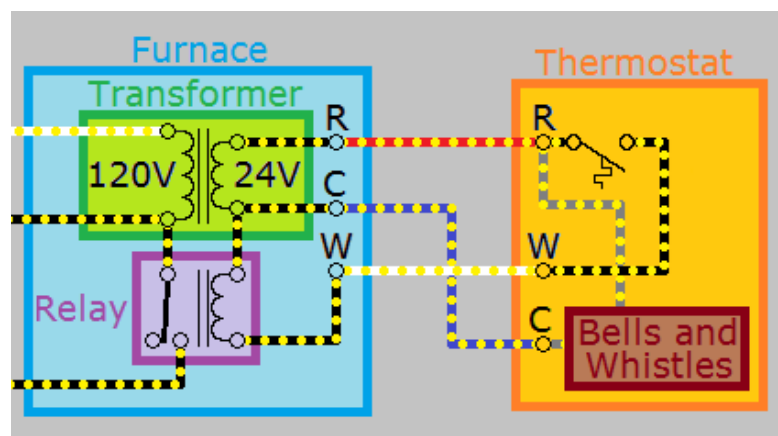 Furnace
Thermostat
Transformer
R
R
120V
24V
C
W
W
Relay
C
Bells and
Whistles